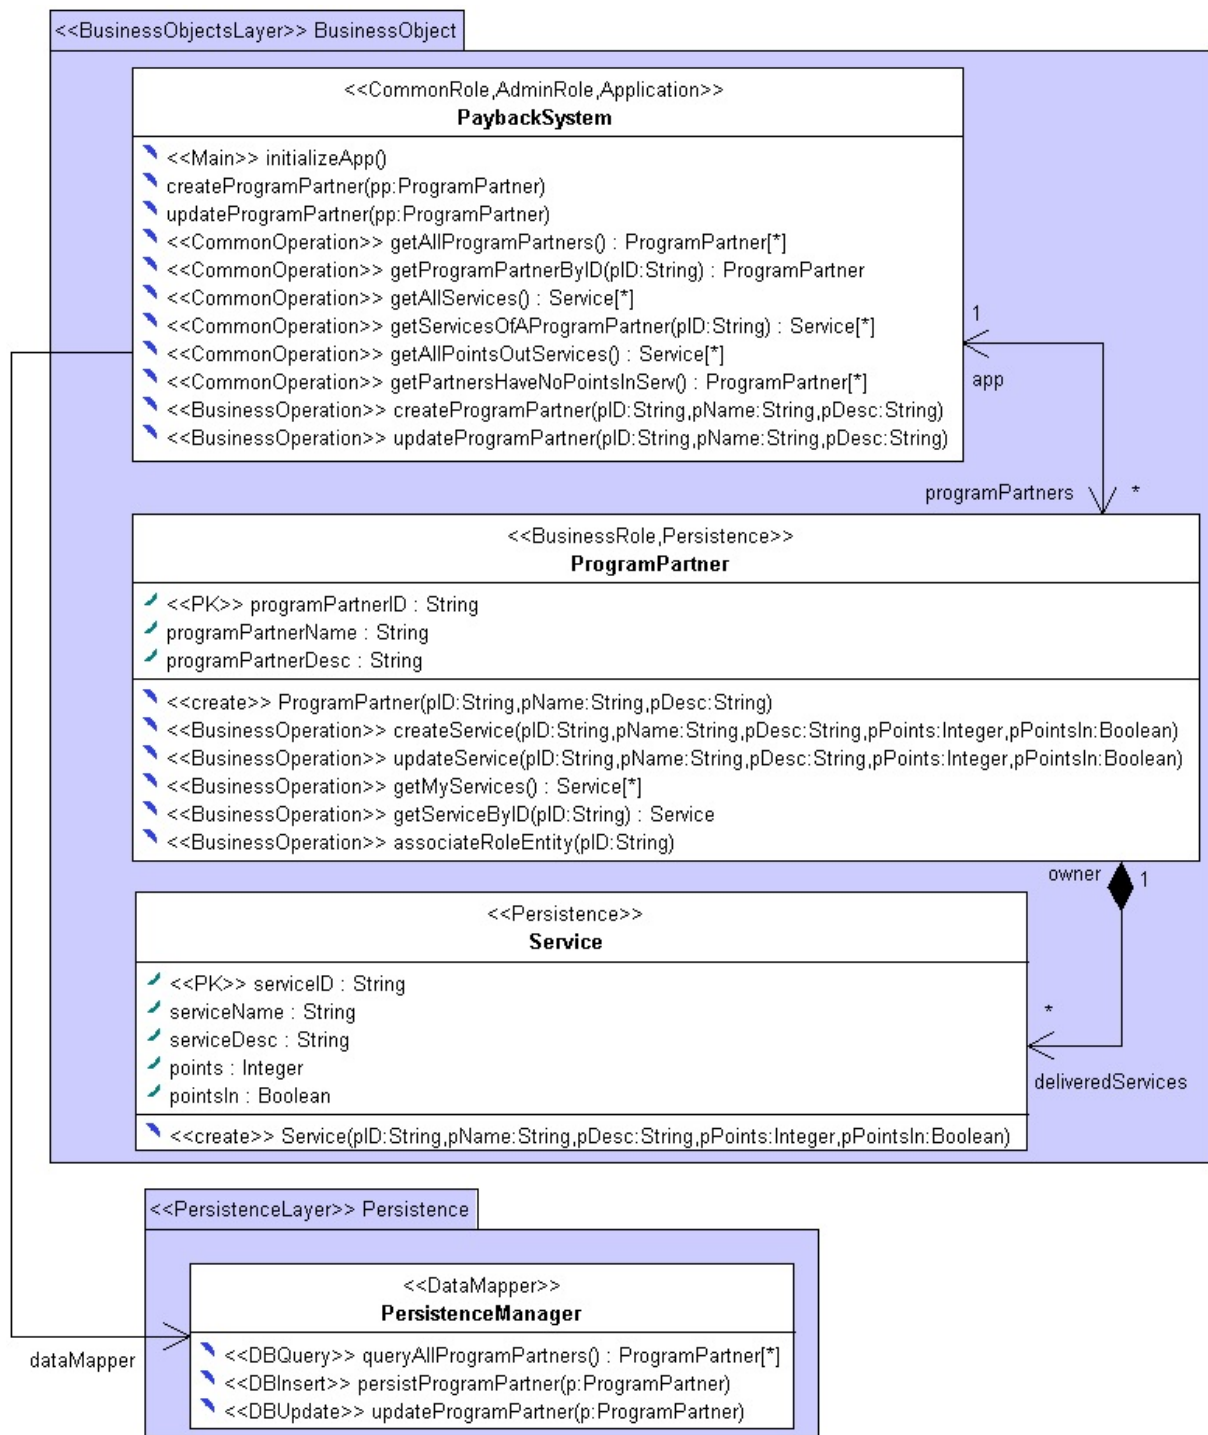 <<BusinessObjectsLayer>> BusinessObject
<<CommonRole,AdminRole,Application>>
PaybackSystem
<<Main>> initializeApp()
createProgramPartner(pp:ProgramPartner)
updateProgramPartner(pp:ProgramPartner)
<<CommonOperation>> getAllProgramPartners() : ProgramPartner[*]
<<CommonOperation>> getProgramPartnerByID(pID:String) : ProgramPartner
<<CommonOperation>> getAllServices() : Service[*]
<<CommonOperation>> getServicesOfAProgramPartner(pID:String) : Service[*]
<<CommonOperation>> getAllPointsOutServices() : Service[*]
<<CommonOperation>> getPartnersHaveNoPointsInServ() : ProgramPartner[*]
<<BusinessOperation>> createProgramPartner(pID:String,pName:String,pDesc:String)
<<BusinessOperation>> updateProgramPartner(pID:String,pName:String,pDesc:String)
1
app
programPartners *
<<BusinessRole,Persistence>>
ProgramPartner
<<PK>> programPartnerID : String
programPartnerName : String
programPartnerDesc : String
<<create>> ProgramPartner(pID:String,pName:String,pDesc:String)
<<BusinessOperation>> createService(pID:String,pName:String,pDesc:String,pPoints:Integer,pPointsIn:Boolean)
<<BusinessOperation>> updateService(pID:String,pName:String,pDesc:String,pPoints:Integer,pPointsIn:Boolean)
<<BusinessOperation>> getMyServices() : Service[*]
<<BusinessOperation>> getServiceByID(pID:String) : Service
<<BusinessOperation>> associateRoleEntity(pID:String)
owner 1
<<Persistence>>
Service
<<PK>> serviceID : String
serviceName : String
serviceDesc : String
points : Integer
pointsIn : Boolean
<<create>> Service(pID:String,pName:String,pDesc:String,pPoints:Integer,pPointsIn:Boolean)
*
deliveredServices
<<PersistenceLayer>> Persistence
<<DataMapper>>
PersistenceManager
<<DBQuery>> queryAllProgramPartners() : ProgramPartner[*]
<<DBInsert>> persistProgramPartner(p:ProgramPartner)
<<DBUpdate>> updateProgramPartner(p:ProgramPartner)
dataMapper